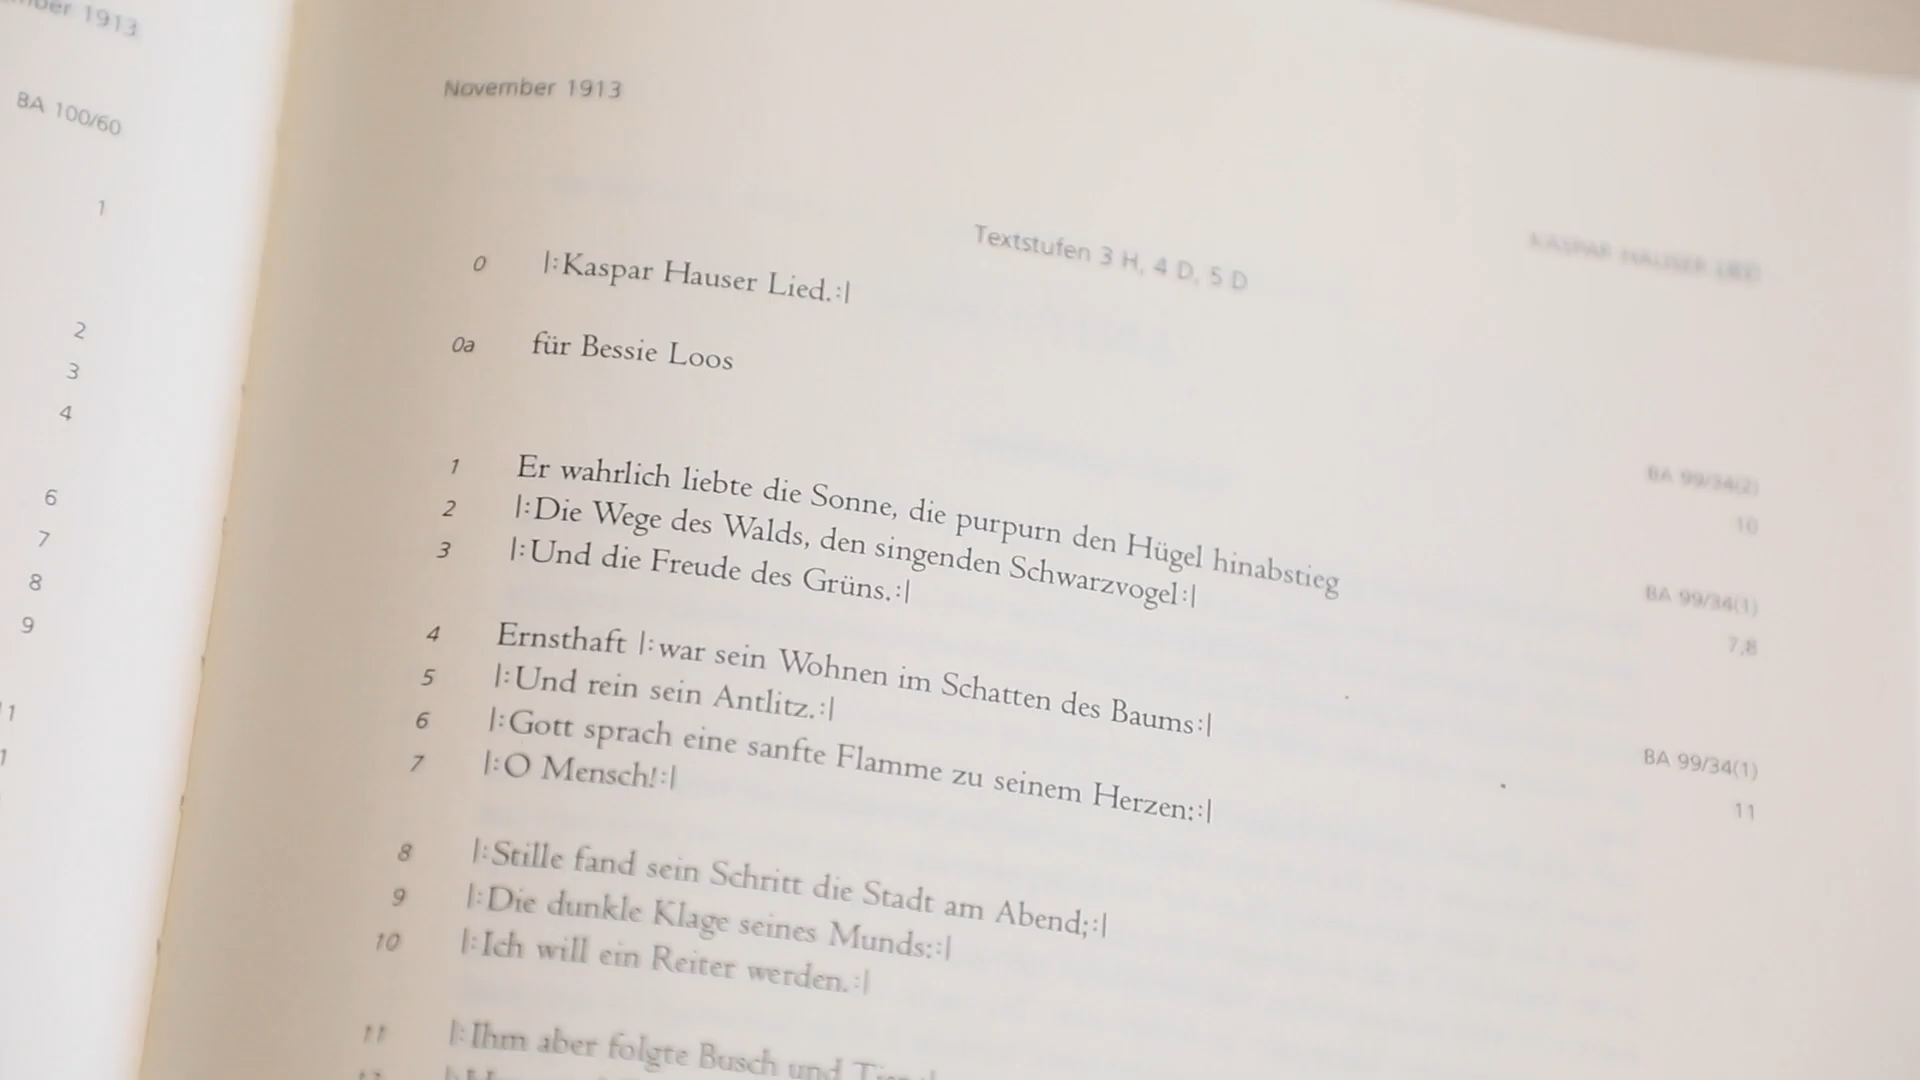 1913
BA 100/60
1
2
3
4
6
7
8
9
November 1913
Textstufen 3 H, 4 D, 5 D
KASPAR HAUSER LIED
0 |:Kaspar Hauser Lied.:|
0a für Bessie Loos
1 Er wahrlich liebte die Sonne, die purpurn den Hügel hinabstieg
BA 99/34(2)
2 |:Die Wege des Walds, den singenden Schwarzvogel:|
10
3 |:Und die Freude des Grüns.:|
4 Ernsthaft |:war sein Wohnen im Schatten des Baums:|
BA 99/34(1)
5 |:Und rein sein Antlitz.:|
7,8
6 |:Gott sprach eine sanfte Flamme zu seinem Herzen::|
BA 99/34(1)
7 |:O Mensch!:|
11
8 |:Stille fand sein Schritt die Stadt am Abend;:|
9 |:Die dunkle Klage seines Munds::|
10 |:Ich will ein Reiter werden.:|
11 |:Ihm aber folgte Busch und